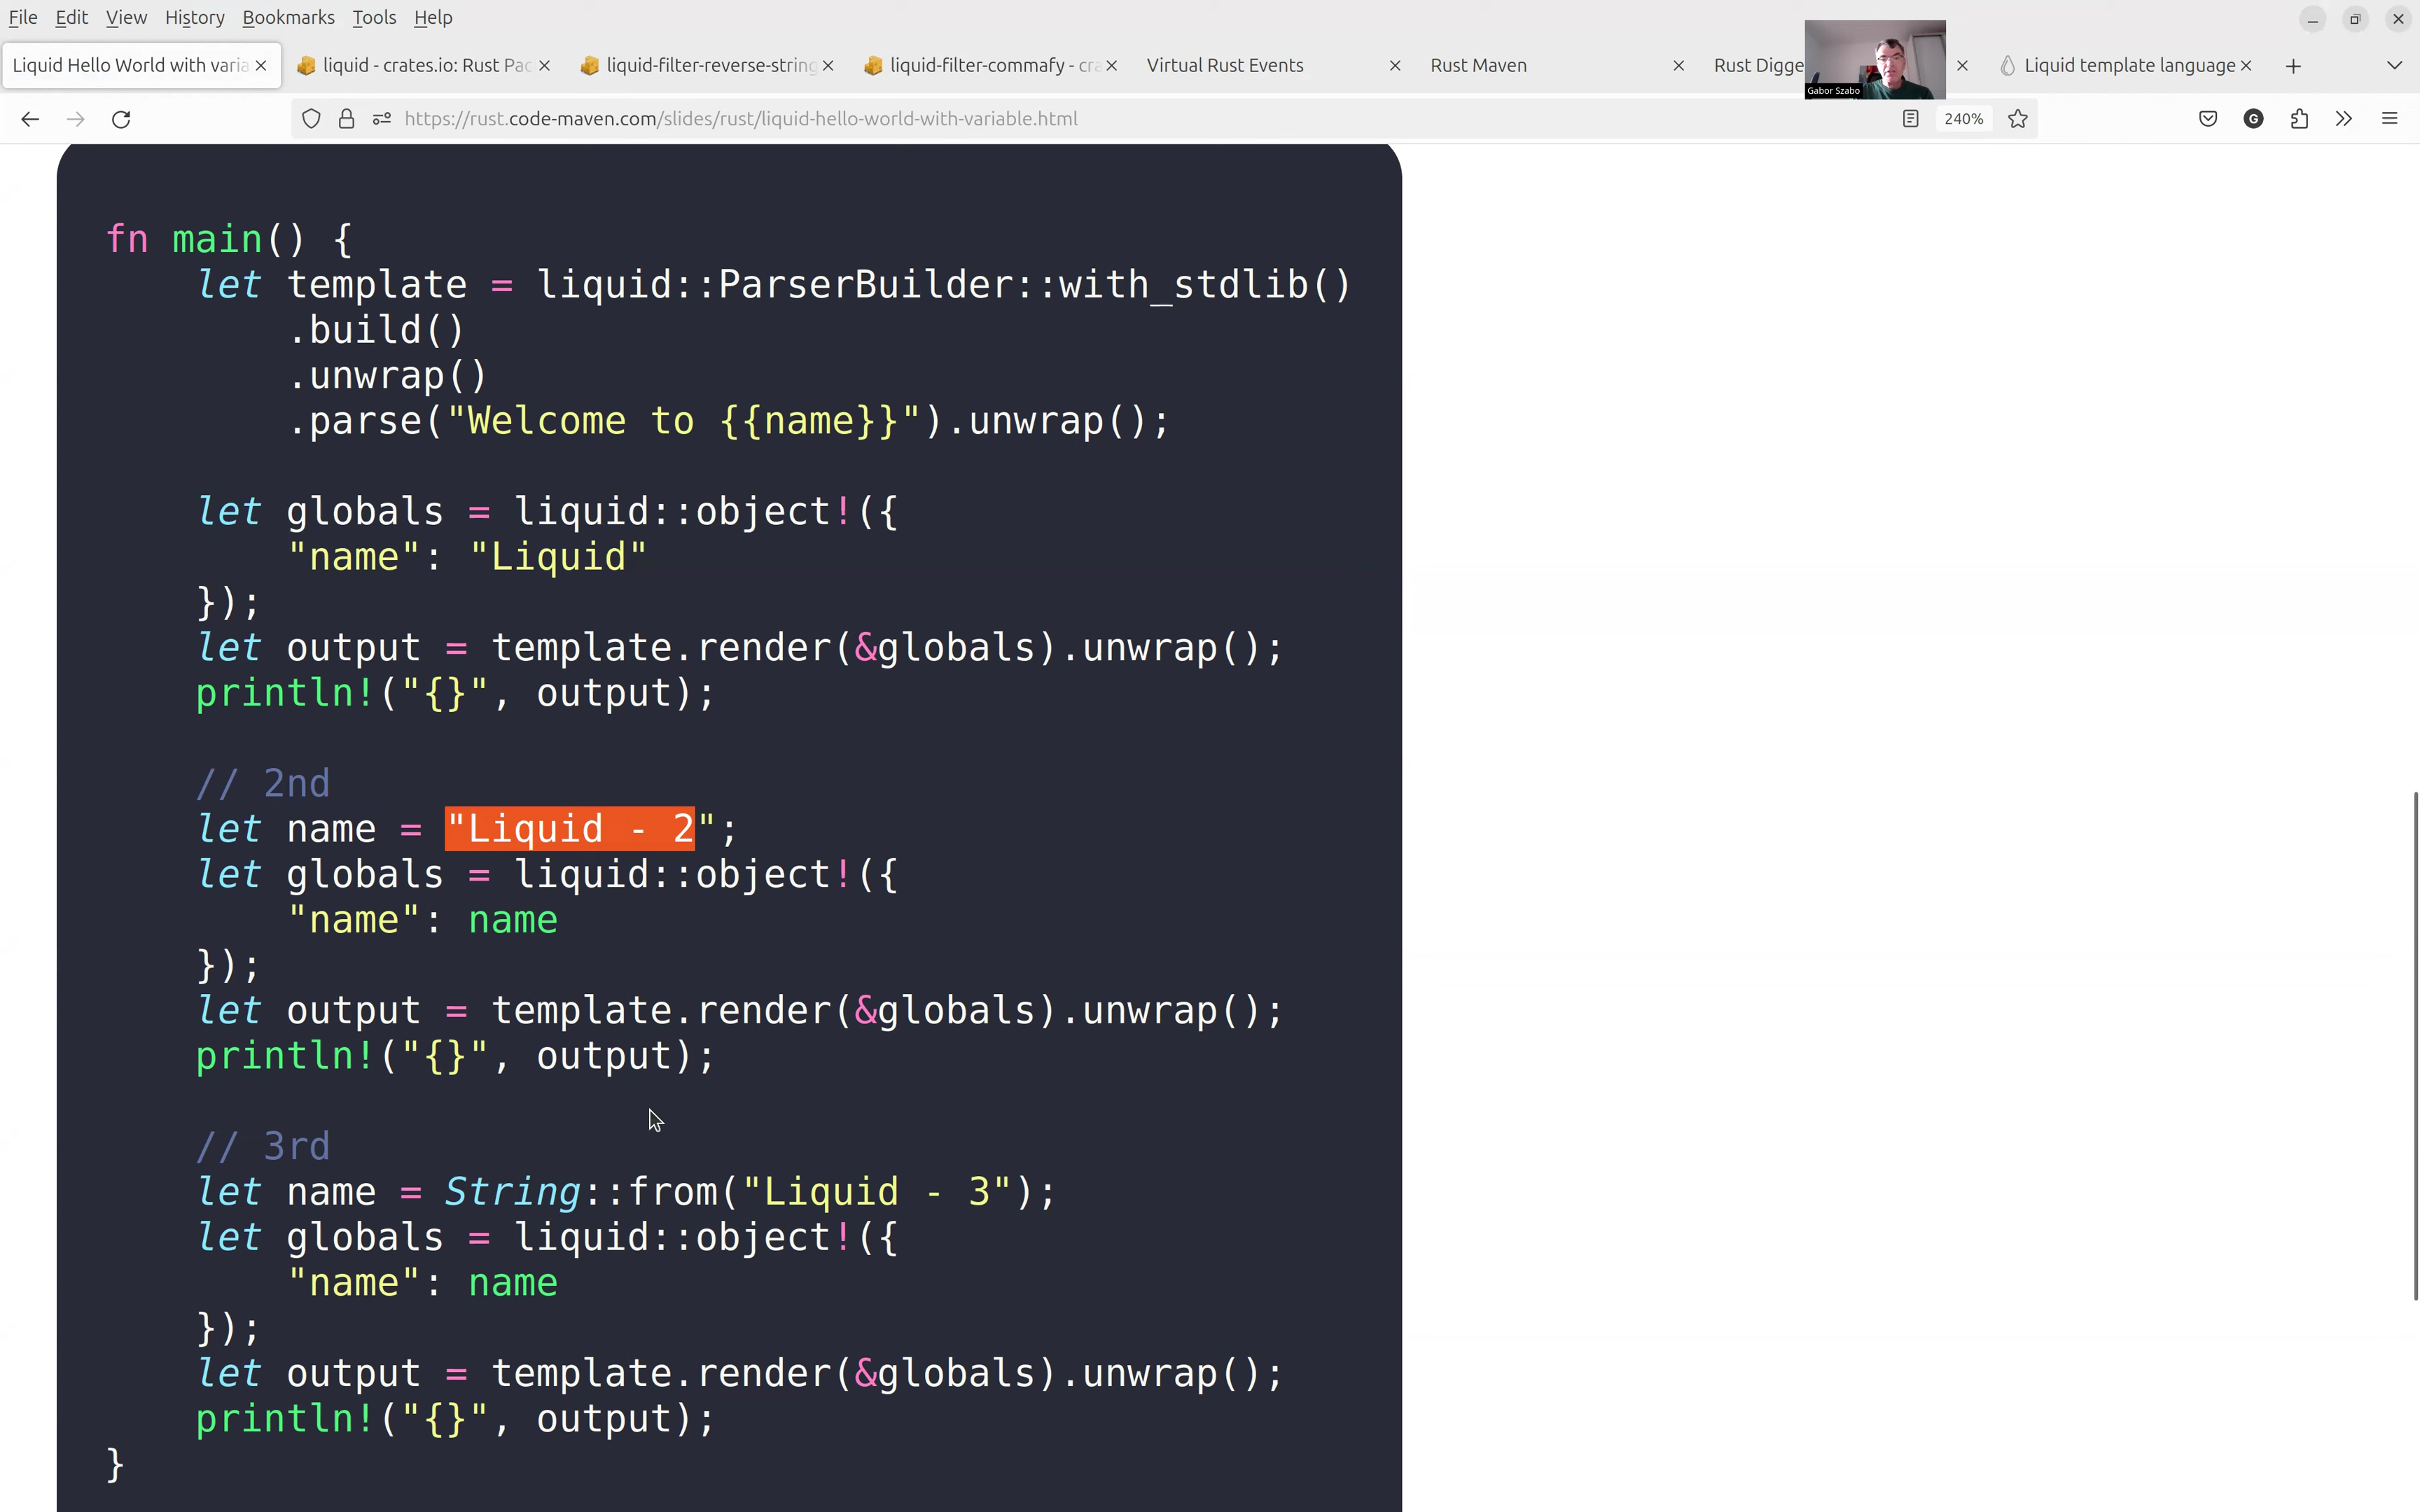 File Edit View History Bookmarks Tools Help
Liquid Hello World with varia
liquid - crates.io: Rust Pac
liquid-filter-reverse-string
liquid-filter-commafy - cra
Virtual Rust Events
Rust Maven
Rust Digge
Liquid template language
Gabor Szabo
https://rust.code-maven.com/slides/rust/liquid-hello-world-with-variable.html
240%
G
fn main() {
    let template = liquid::ParserBuilder::with_stdlib()
        .build()
        .unwrap()
        .parse("Welcome to {{name}}").unwrap();
    let globals = liquid::object!({
        "name": "Liquid"
    });
    let output = template.render(&globals).unwrap();
    println!("{}", output);
    // 2nd
    let name = "Liquid - 2";
    let globals = liquid::object!({
        "name": name
    });
    let output = template.render(&globals).unwrap();
    println!("{}", output);
    // 3rd
    let name = String::from("Liquid - 3");
    let globals = liquid::object!({
        "name": name
    });
    let output = template.render(&globals).unwrap();
    println!("{}", output);
}